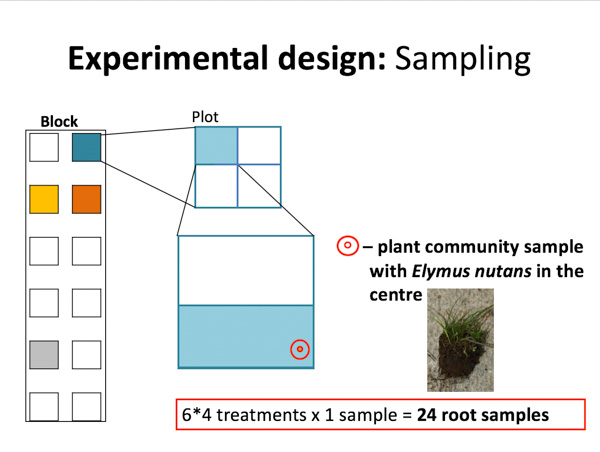 Experimental design: Sampling
Block
Plot
– plant community sample
with Elymus nutans in the
centre
6*4 treatments x 1 sample = 24 root samples